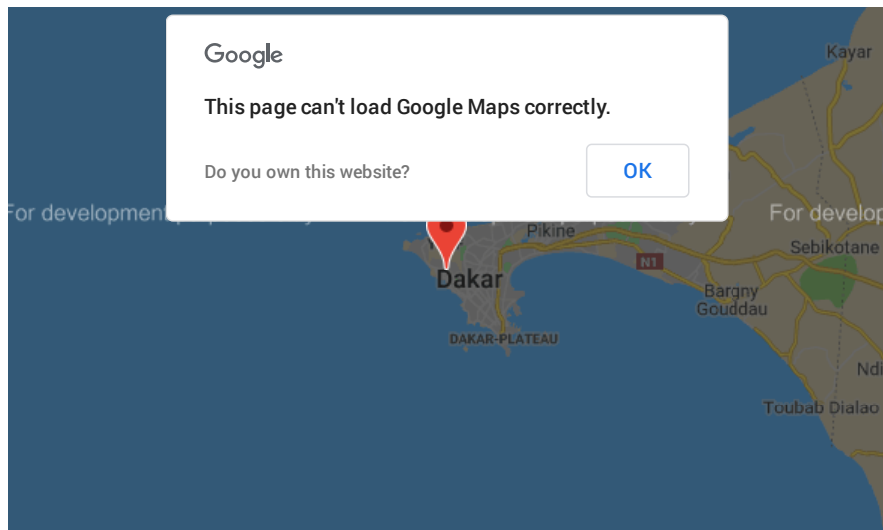 Google
This page can't load Google Maps correctly.
Do you own this website?
OK
Kayar
For development
For develop
Pikine
Sebikotane
N1
Dakar
Bargny
Gouddau
DAKAR-PLATEAU
Ndi
Toubab Dialao